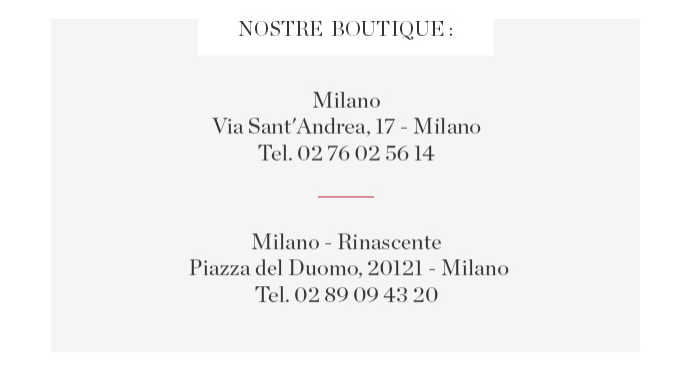 NOSTRE BOUTIQUE :
Milano
Via Sant'Andrea, 17 - Milano
Tel. 02 76 02 56 14
Milano - Rinascente
Piazza del Duomo, 20121 - Milano
Tel. 02 89 09 43 20